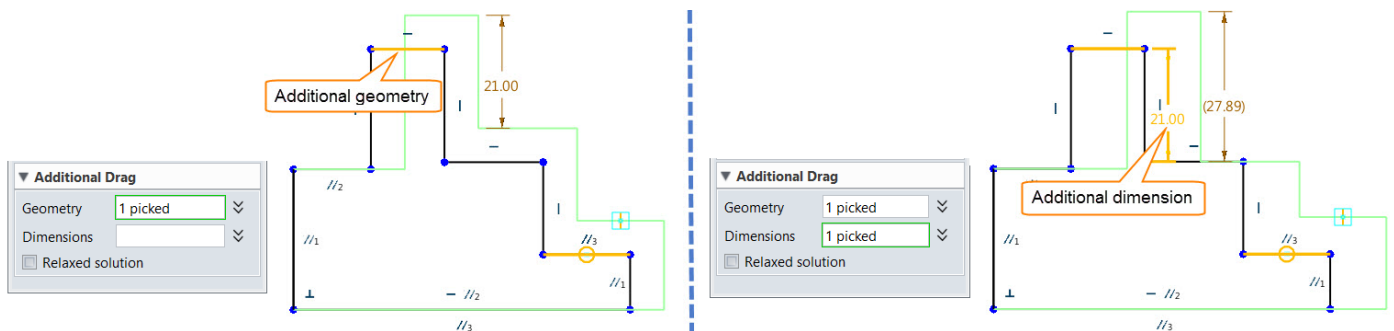 21.00
Additional geometry
//2
▼ Additional Drag
Geometry 1 picked
Dimensions
Relaxed solution
//1
//3
//1
//2
//3
(27.89)
21.00
Additional dimension
▼ Additional Drag
Geometry 1 picked
Dimensions 1 picked
Relaxed solution
//1
//3
//1
//2
//3